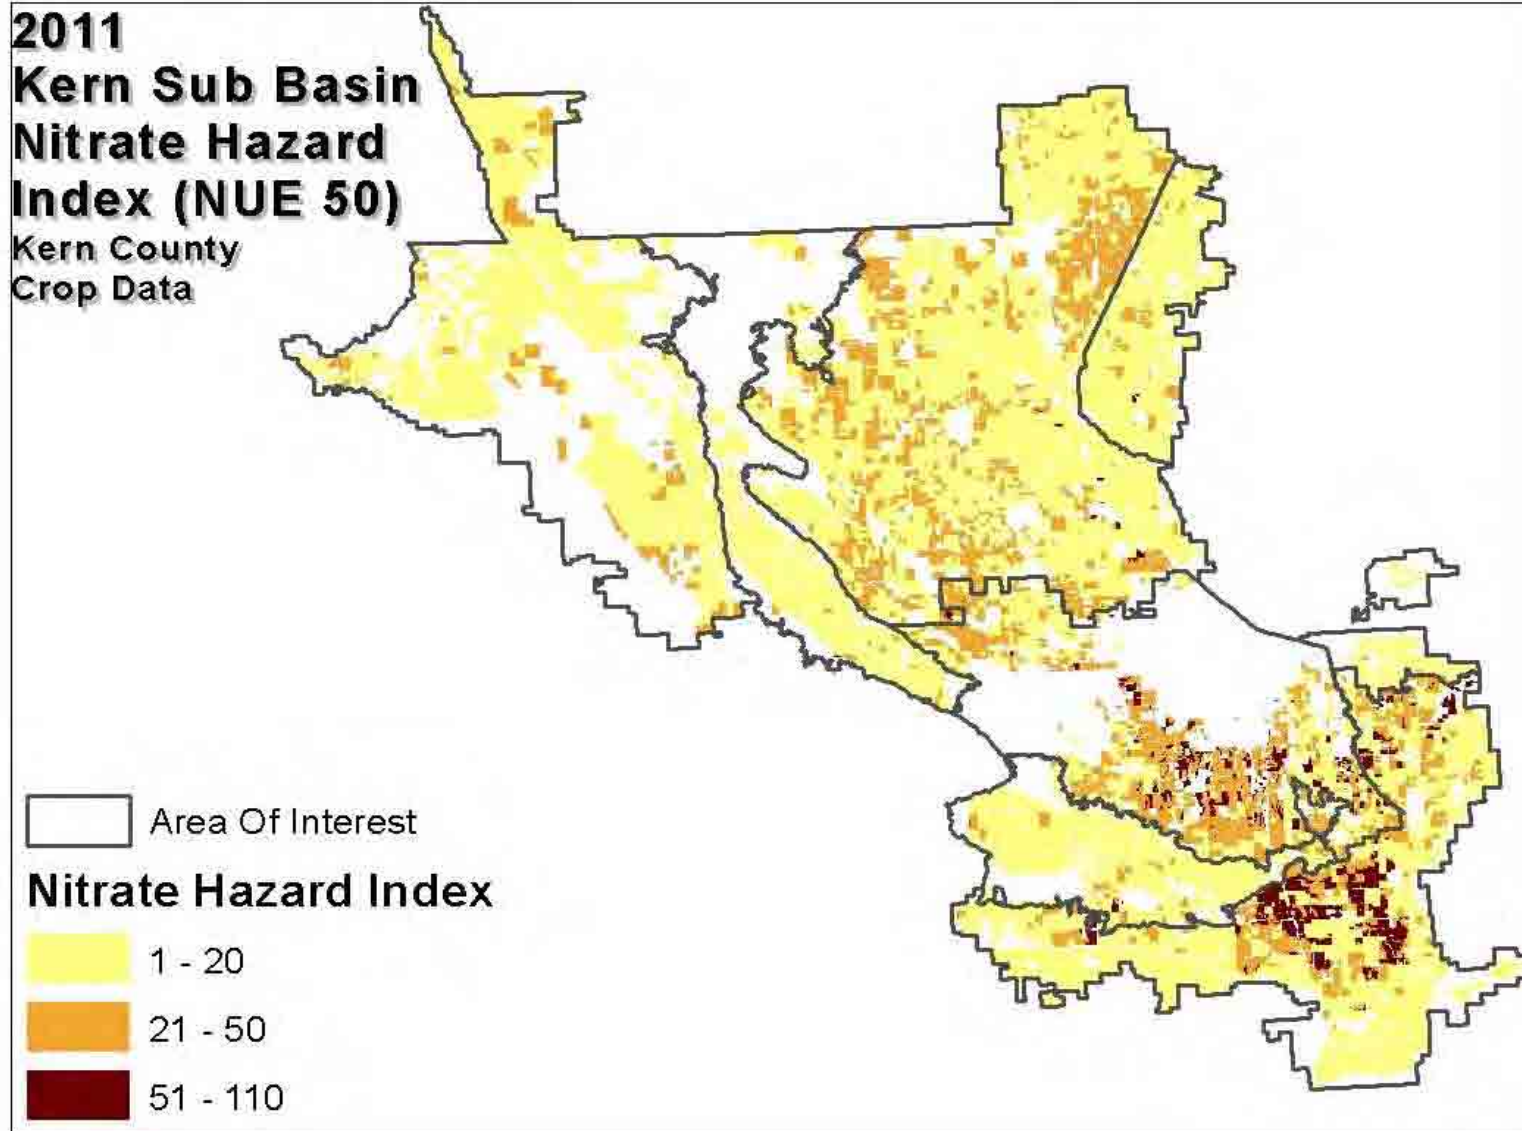 2011
Kern Sub Basin
Nitrate Hazard
Index (NUE 50)
Kern County
Crop Data
Area Of Interest
Nitrate Hazard Index
1 - 20
21 - 50
51 - 110